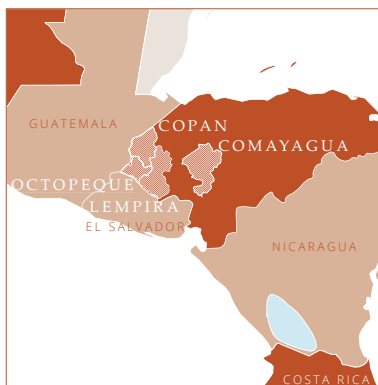 GUATEMALA
COPAN
COMAYAGUA
OCTOPEQUE
LEMPIRA
EL SALVADOR
NICARAGUA
COSTA RICA